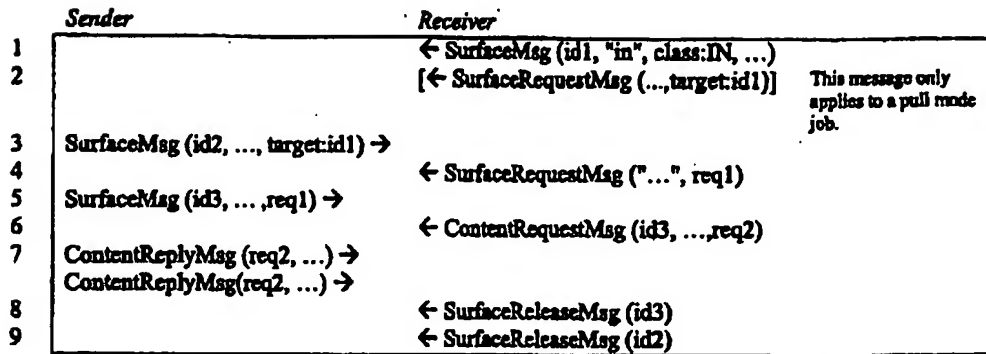 Sender Receiver
1 ← SurfaceMsg (id1, "in", class:IN, ...)
2 [← SurfaceRequestMsg (...,target:id1)] This message only
applies to a pull mode
job.
3 SurfaceMsg (id2, ..., target:id1) →
4 ← SurfaceRequestMsg ("...", req1)
5 SurfaceMsg (id3, ... ,req1) →
6 ← ContentRequestMsg (id3, ...,req2)
7 ContentReplyMsg (req2, ...) →
ContentReplyMsg(req2, ...) →
8 ← SurfaceReleaseMsg (id3)
9 ← SurfaceReleaseMsg (id2)